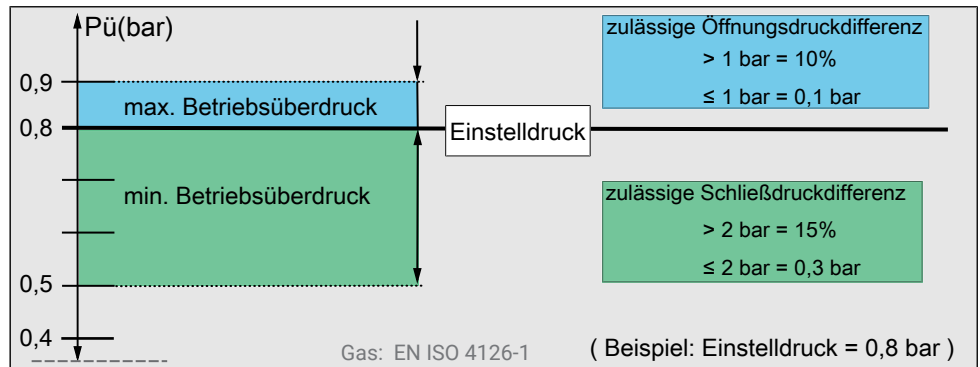 Pü(bar)
0,9
0,8
0,5
0,4
max. Betriebsüberdruck
min. Betriebsüberdruck
Einstelldruck
zulässige Öffnungsdruckdifferenz
> 1 bar = 10%
≤ 1 bar = 0,1 bar
zulässige Schließdruckdifferenz
> 2 bar = 15%
≤ 2 bar = 0,3 bar
Gas: EN ISO 4126-1
( Beispiel: Einstelldruck = 0,8 bar )